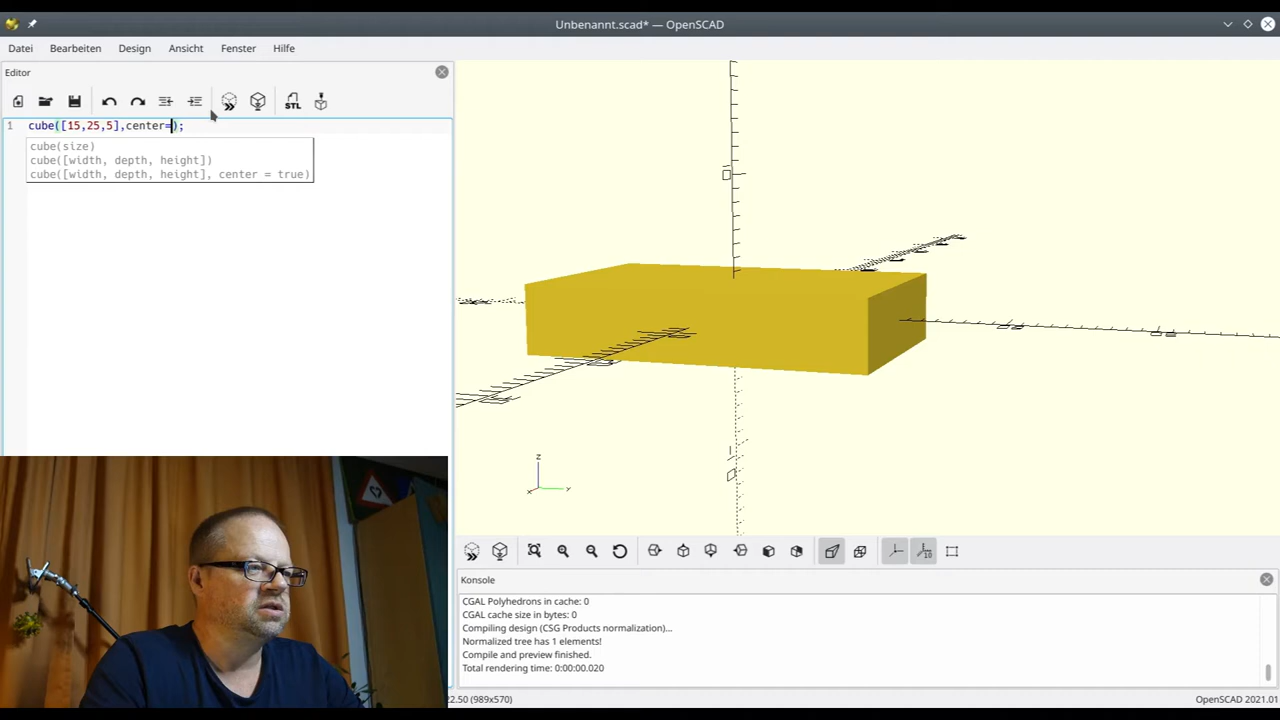 Unbenannt.scad* — OpenSCAD
Datei Bearbeiten Design Ansicht Fenster Hilfe
Editor
STL
1 cube([15,25,5],center=);
cube(size)
cube([width, depth, height])
cube([width, depth, height], center = true)
z
x y
10
Konsole
CGAL Polyhedrons in cache: 0
CGAL cache size in bytes: 0
Compiling design (CSG Products normalization)...
Normalized tree has 1 elements!
Compile and preview finished.
Total rendering time: 0:00:00.020
22.50 (989x570) OpenSCAD 2021.01